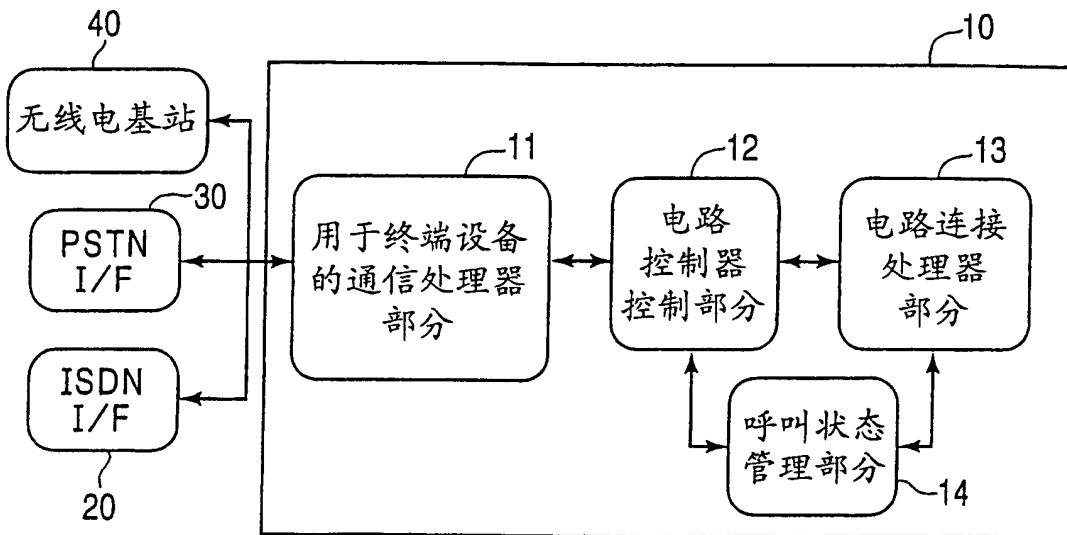 40
无线电基站
30
PSTN
I/F
ISDN
I/F
20
10
11
用于终端设备
的通信处理器
部分
12
电路
控制器
控制部分
13
电路连接
处理器
部分
呼叫状态
管理部分
14